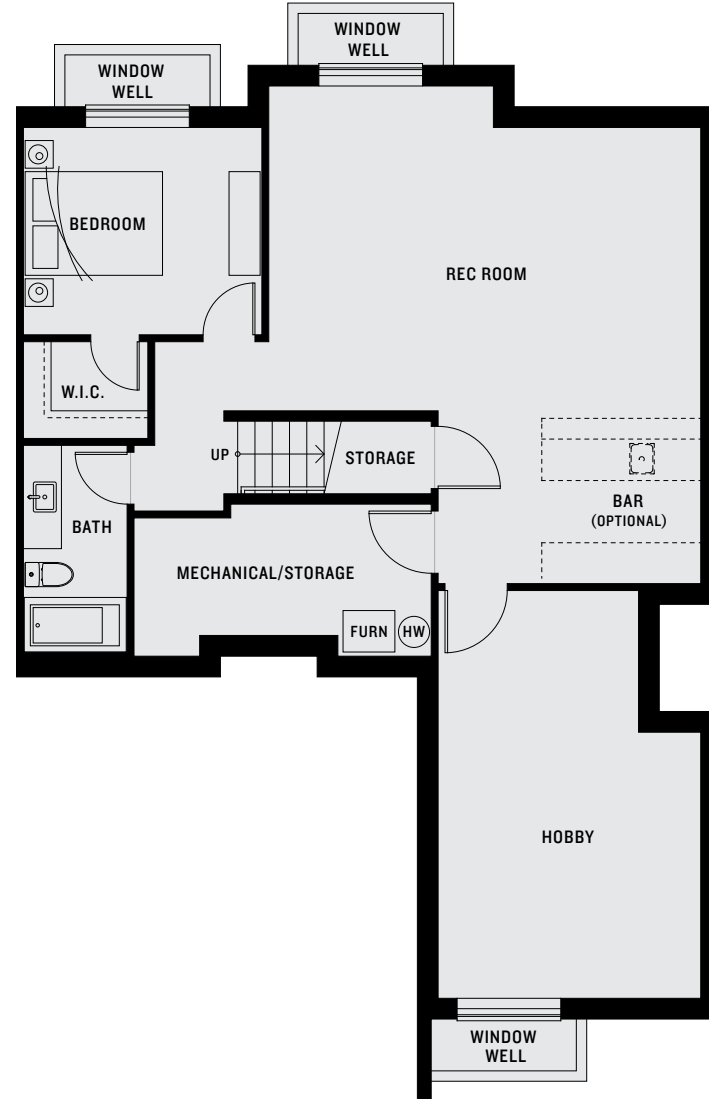 WINDOW
WELL
WINDOW
WELL
BEDROOM
REC ROOM
W.I.C.
UP
STORAGE
BAR
(OPTIONAL)
BATH
MECHANICAL/STORAGE
FURN
HW
HOBBY
WINDOW
WELL